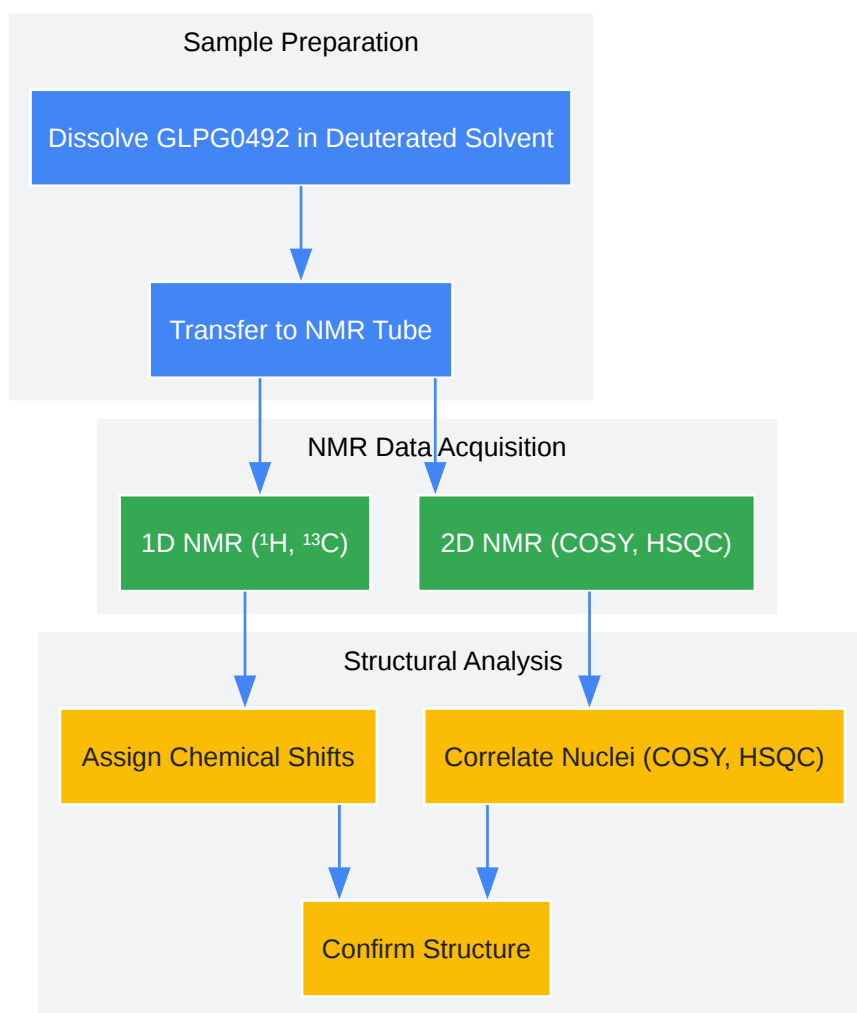 Sample Preparation
Dissolve GLPG0492 in Deuterated Solvent
Transfer to NMR Tube
NMR Data Acquisition
1D NMR (¹H, ¹³C)
2D NMR (COSY, HSQC)
Structural Analysis
Assign Chemical Shifts
Correlate Nuclei (COSY, HSQC)
Confirm Structure